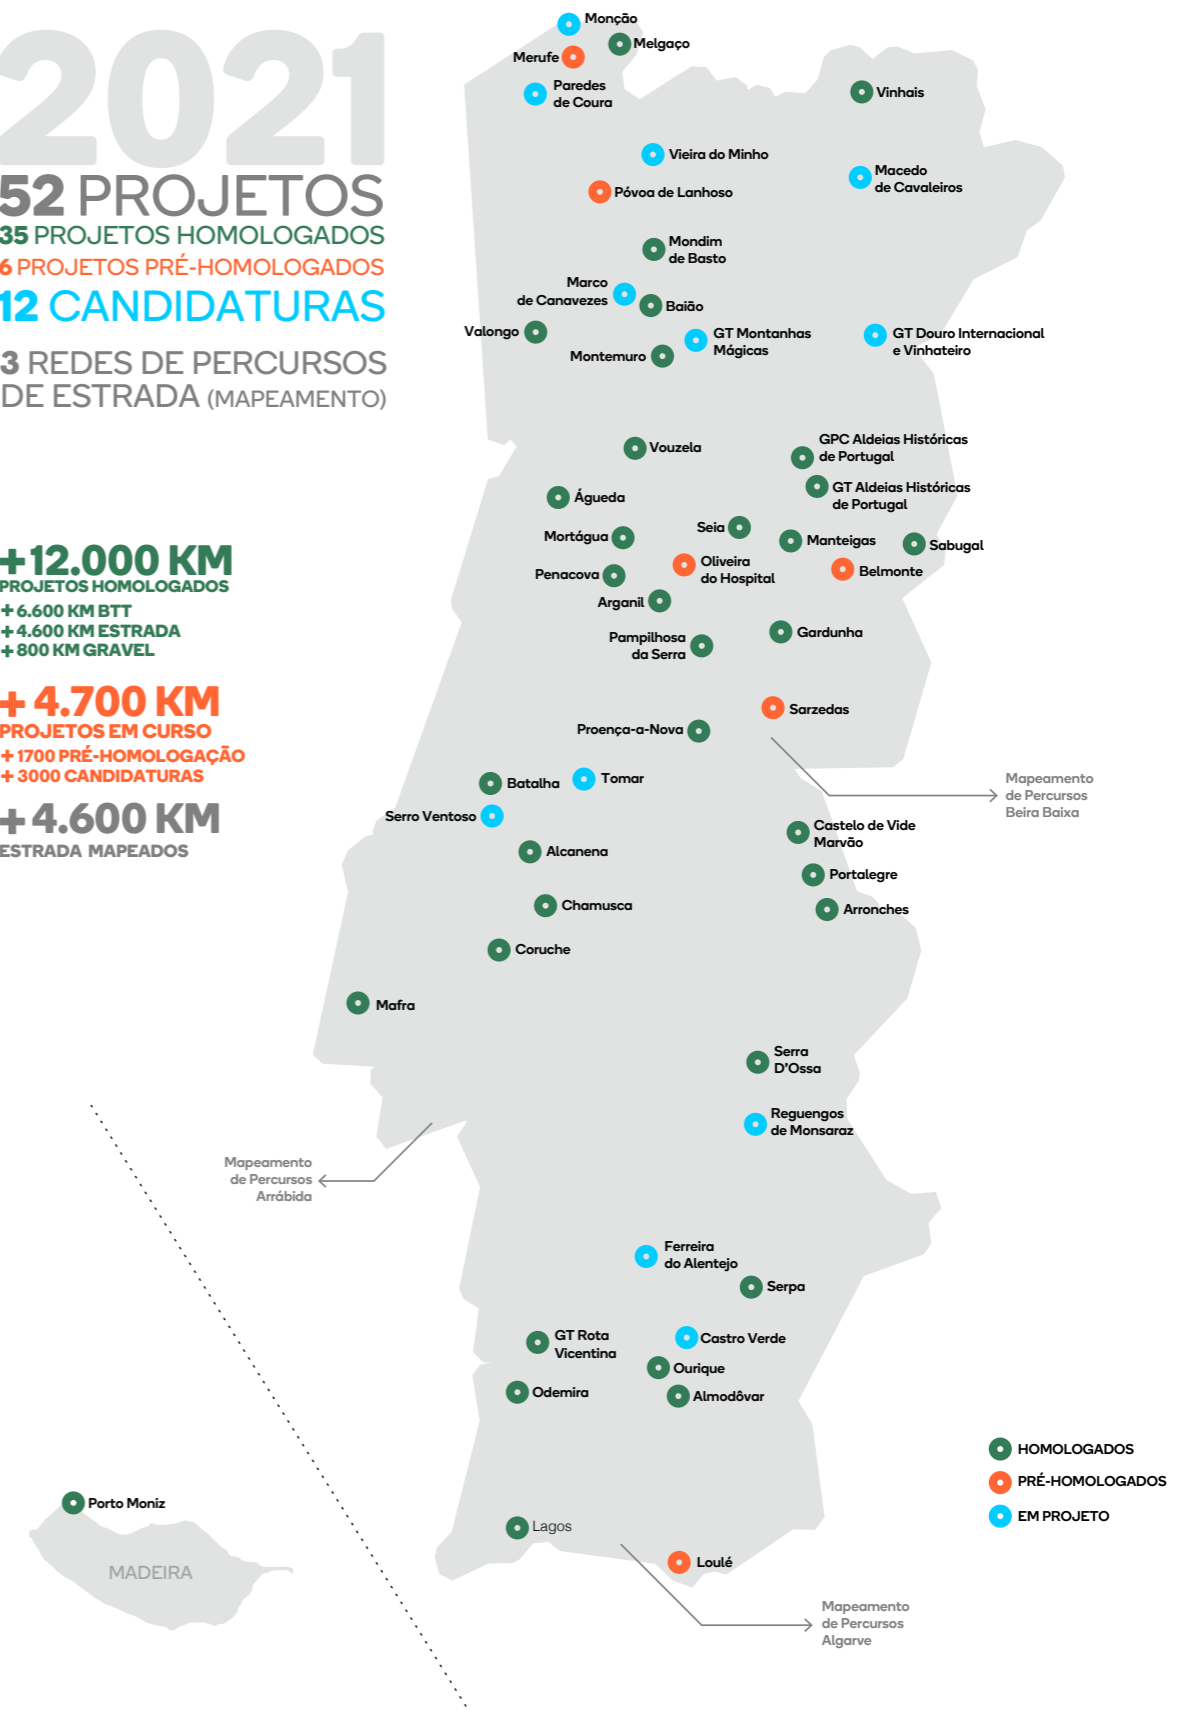 2021
52 PROJETOS
35 PROJETOS HOMOLOGADOS
6 PROJETOS PRÉ-HOMOLOGADOS
12 CANDIDATURAS
3 REDES DE PERCURSOS
DE ESTRADA (MAPEAMENTO)
+12.000 KM
PROJETOS HOMOLOGADOS
+ 6.600 KM BTT
+ 4.600 KM ESTRADA
+ 800 KM GRAVEL
+ 4.700 KM
PROJETOS EM CURSO
+ 1700 PRÉ-HOMOLOGAÇÃO
+ 3000 CANDIDATURAS
+ 4.600 KM
ESTRADA MAPEADOS
Monção
Melgaço
Merufe
Paredes
de Coura
Vinhais
Vieira do Minho
Macedo
de Cavaleiros
Póvoa de Lanhoso
Mondim
de Basto
Marco
de Canavezes
Baião
Valongo
GT Montanhas
Mágicas
GT Douro Internacional
e Vinhateiro
Montemuro
Vouzela
GPC Aldeias Históricas
de Portugal
GT Aldeias Históricas
de Portugal
Águeda
Seia
Mortágua
Manteigas
Sabugal
Oliveira
do Hospital
Belmonte
Penacova
Arganil
Gardunha
Pampilhosa
da Serra
Sarzedas
Proença-a-Nova
Mapeamento
de Percursos
Beira Baixa
Batalha
Tomar
Serro Ventoso
Castelo de Vide
Marvão
Alcanena
Portalegre
Chamusca
Arronches
Coruche
Mafra
Serra
D'Ossa
Reguengos
de Monsaraz
Mapeamento
de Percursos
Arrábida
Ferreira
do Alentejo
Serpa
GT Rota
Vicentina
Castro Verde
Ourique
Odemira
Almodôvar
HOMOLOGADOS
PRÉ-HOMOLOGADOS
EM PROJETO
Porto Moniz
MADEIRA
Lagos
Loulé
Mapeamento
de Percursos
Algarve